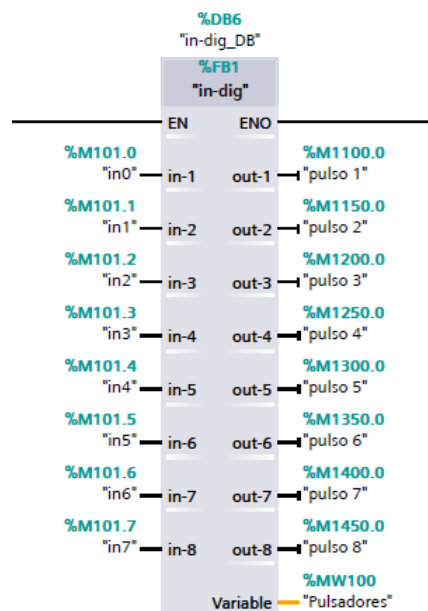 %DB6
"in-dig_DB"
%FB1
"in-dig"
EN ENO
%M101.0 %M1100.0
"in0" in-1 out-1 "pulso 1"
%M101.1 %M1150.0
"in1" in-2 out-2 "pulso 2"
%M101.2 %M1200.0
"in2" in-3 out-3 "pulso 3"
%M101.3 %M1250.0
"in3" in-4 out-4 "pulso 4"
%M101.4 %M1300.0
"in4" in-5 out-5 "pulso 5"
%M101.5 %M1350.0
"in5" in-6 out-6 "pulso 6"
%M101.6 %M1400.0
"in6" in-7 out-7 "pulso 7"
%M101.7 %M1450.0
"in7" in-8 out-8 "pulso 8"
%MW100
Variable "Pulsadores"